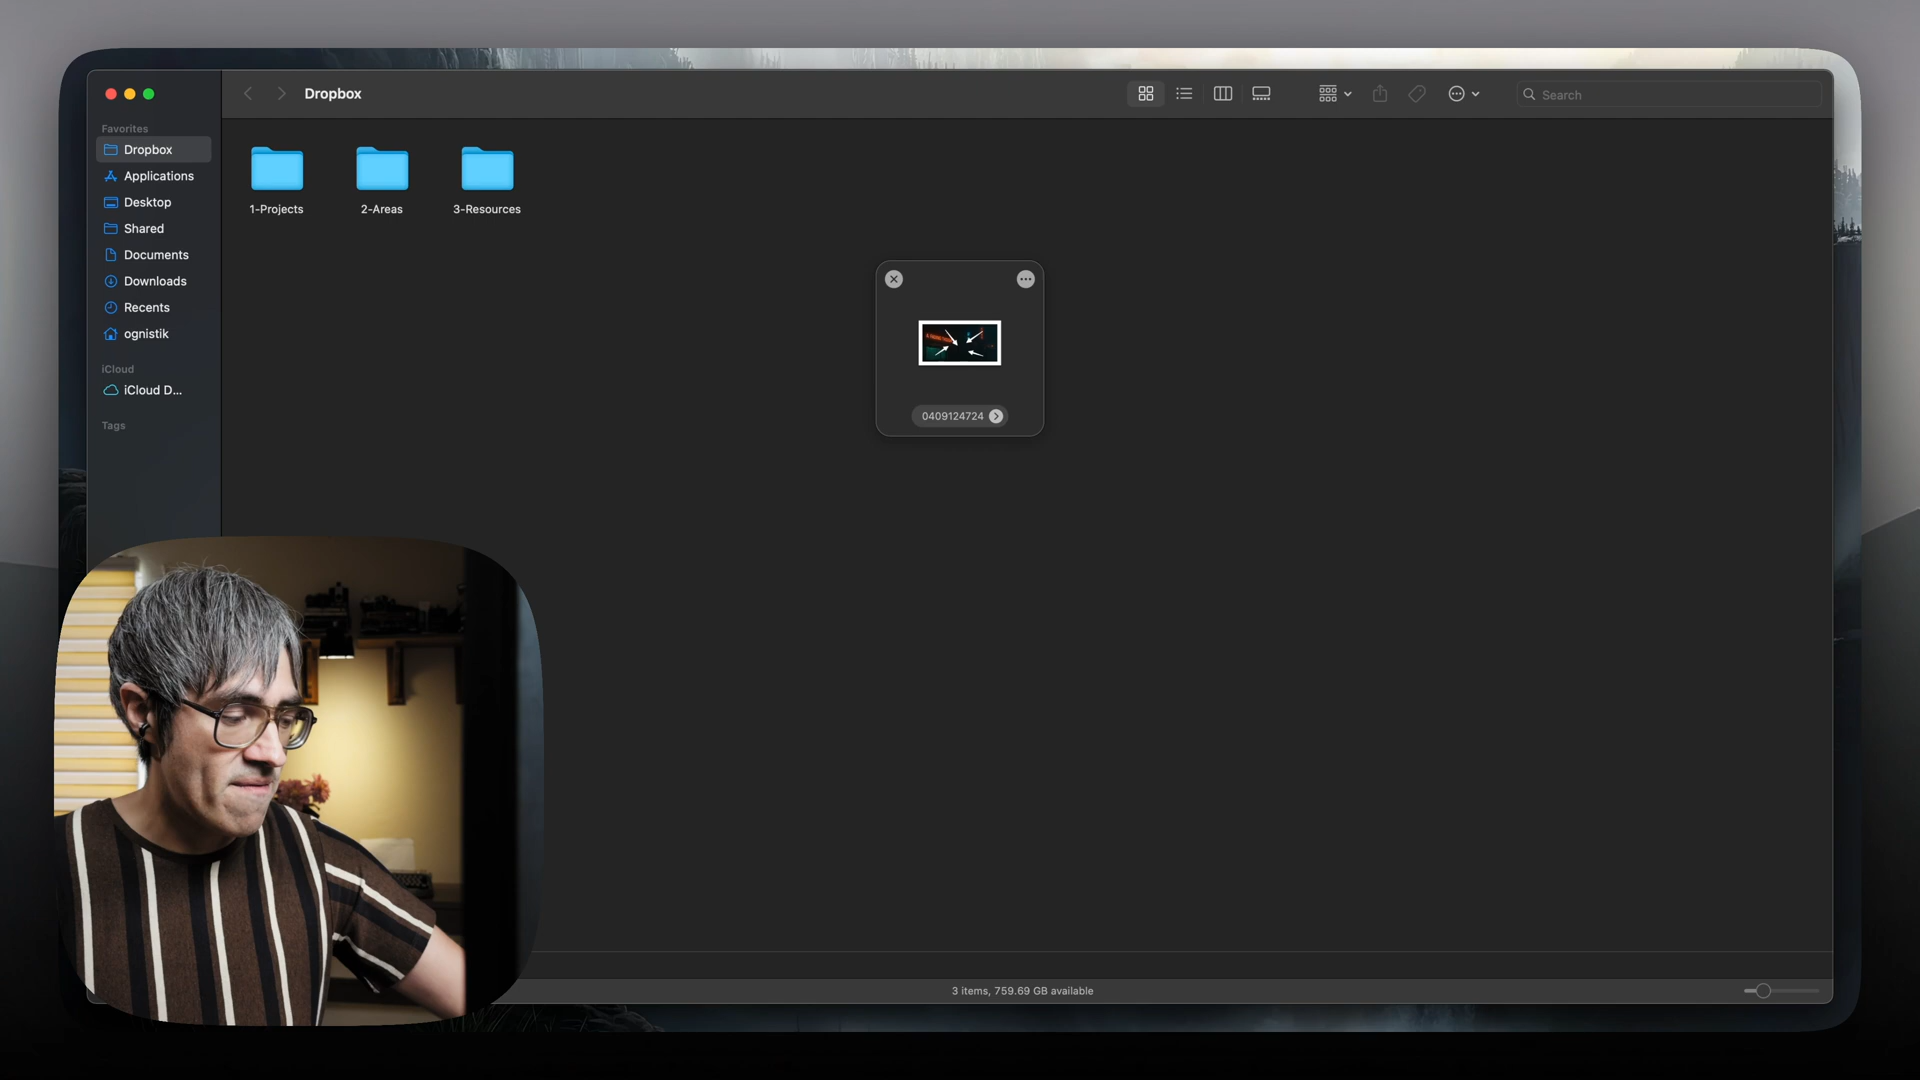 Dropbox
Search
Favorites
Dropbox
Applications
Desktop
Shared
Documents
Downloads
Recents
ognistik
iCloud
iCloud D...
Tags
1-Projects
2-Areas
3-Resources
0409124724
3 items, 759.69 GB available